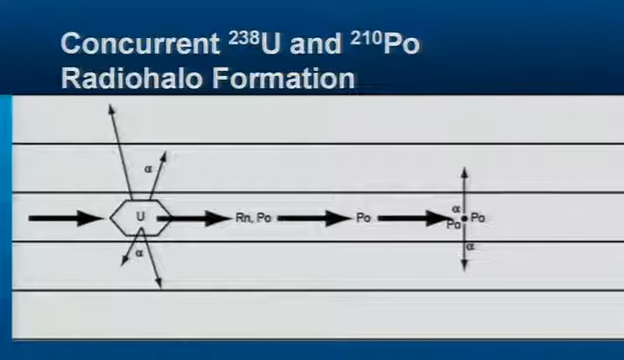 Concurrent ²³⁸U and ²¹⁰Po
Radiohalo Formation
α
U
Rn, Po
Po
α
Po
Po
α
α